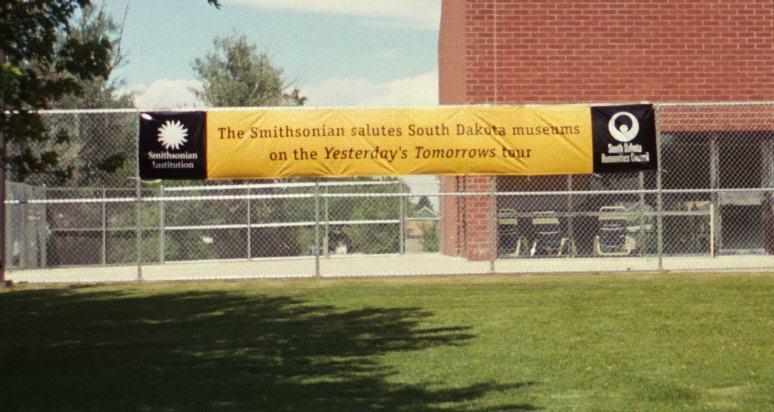 Smithsonian
Institution
The Smithsonian salutes South Dakota museums
on the Yesterday's Tomorrows tour
South Dakota
Humanities Council